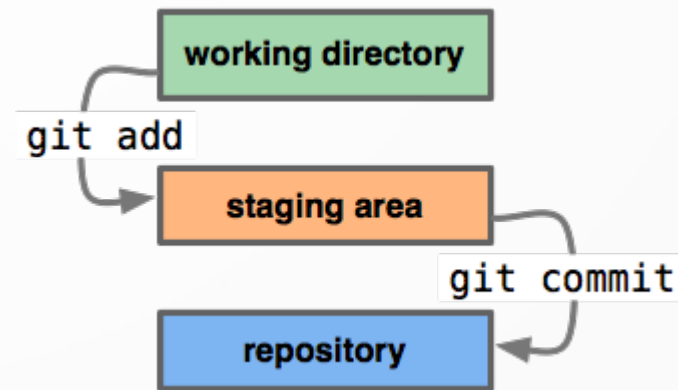 working directory
git add
staging area
git commit
repository